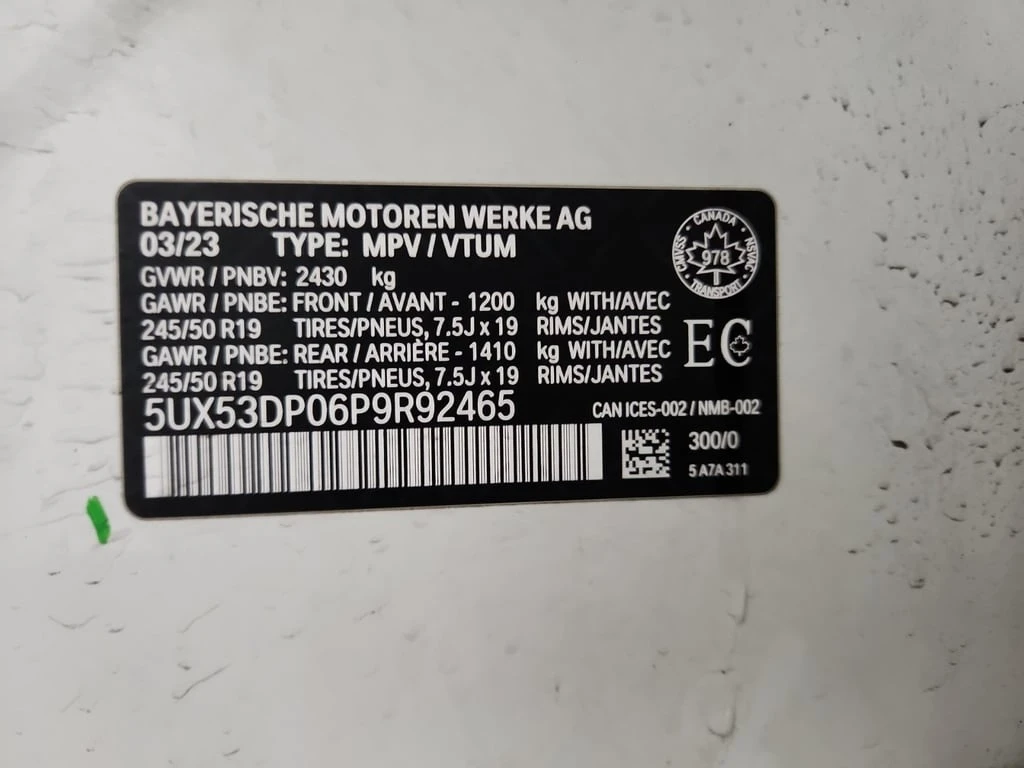 BAYERISCHE MOTOREN WERKE AG
03/23 TYPE: MPV / VTUM
GVWR / PNBV: 2430 kg
GAWR / PNBE: FRONT / AVANT - 1200 kg WITH/AVEC
245/50 R19 TIRES/PNEUS, 7.5J x 19 RIMS/JANTES
GAWR / PNBE: REAR / ARRIÈRE - 1410 kg WITH/AVEC
245/50 R19 TIRES/PNEUS, 7.5J x 19 RIMS/JANTES
5UX53DP06P9R92465
CANADA
CMVSS 978 NSVAC
TRANSPORT
EC
CAN ICES-002 / NMB-002
300/0
5 A7A 311